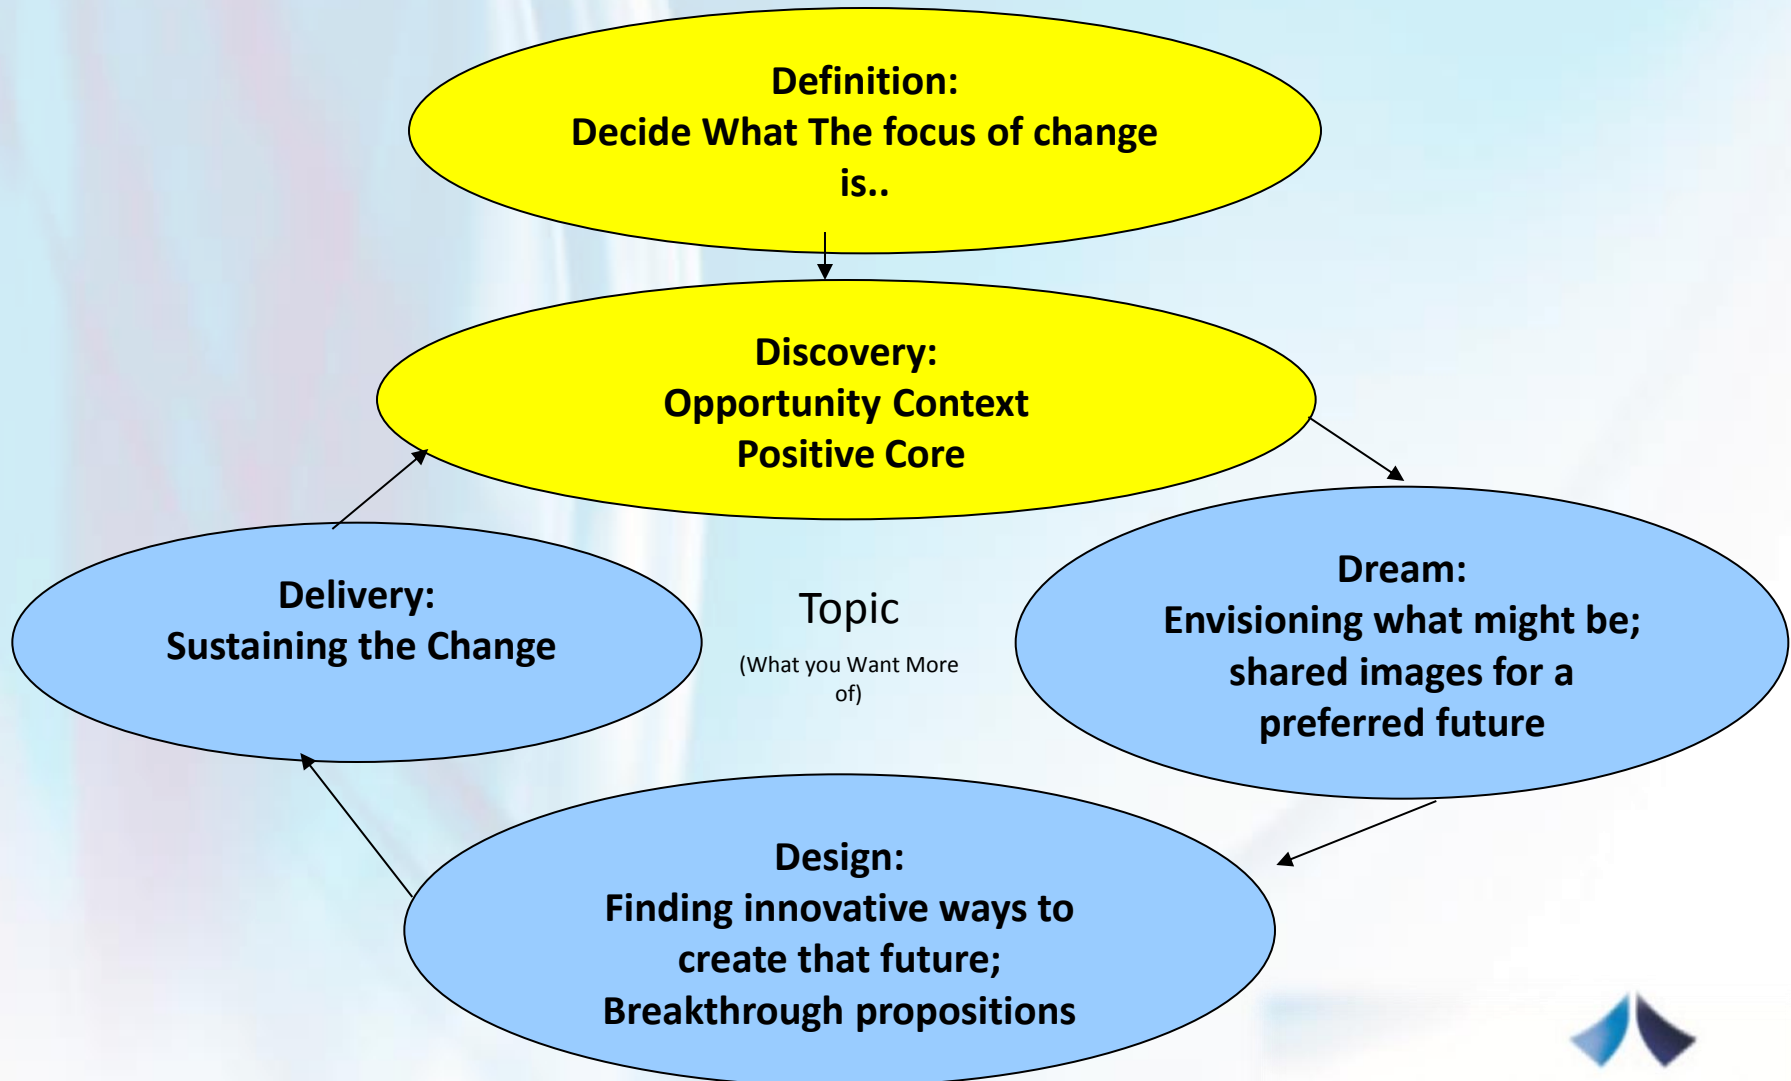 Definition:
Decide What The focus of change
is..
Discovery:
Opportunity Context
Positive Core
Delivery:
Sustaining the Change
Topic
(What you Want More
of)
Dream:
Envisioning what might be;
shared images for a
preferred future
Design:
Finding innovative ways to
create that future;
Breakthrough propositions